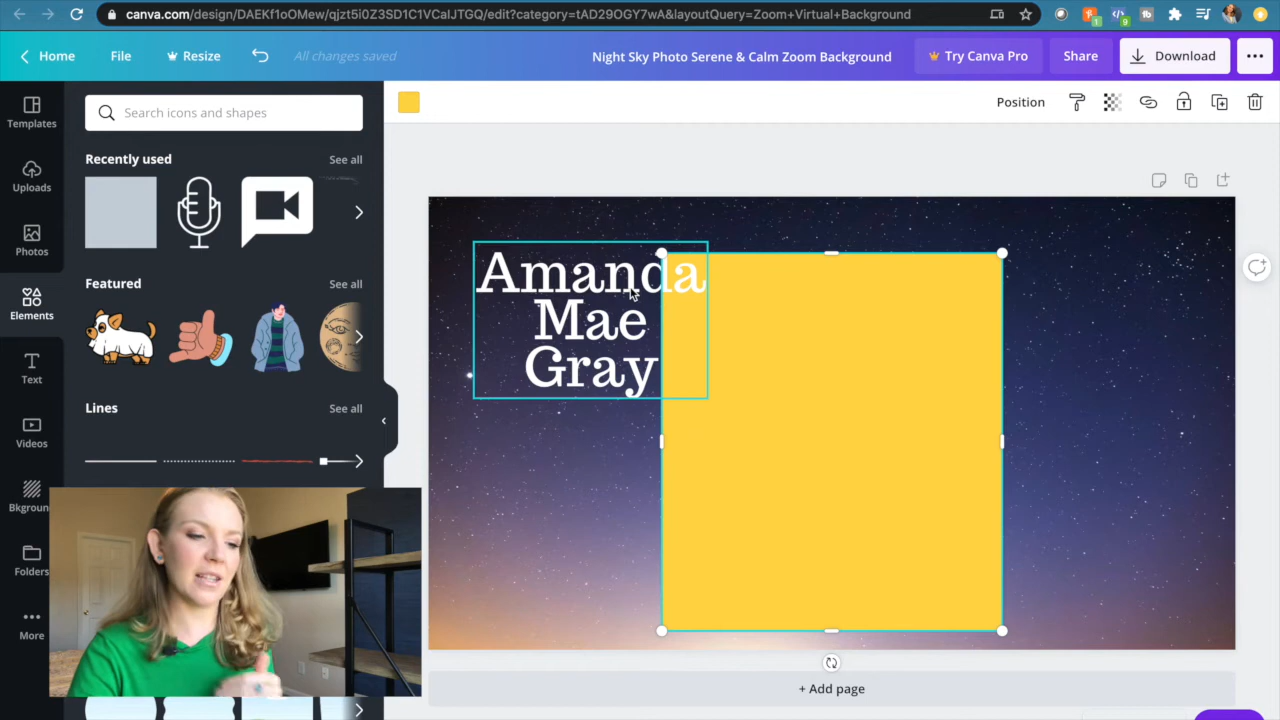 canva.com/design/DAEKf1oOMew/qjzt5i0Z3SD1C1VCaIJTGQ/edit?category=tAD29OGY7wA&layoutQuery=Zoom+Virtual+Background
Home
File
Resize
All changes saved
Night Sky Photo Serene & Calm Zoom Background
Try Canva Pro
Share
Download
Templates
Uploads
Photos
Elements
Text
Videos
Bkground
Folders
More
Search icons and shapes
Recently used
See all
Featured
See all
Lines
See all
Position
Amanda
Mae
Gray
+ Add page